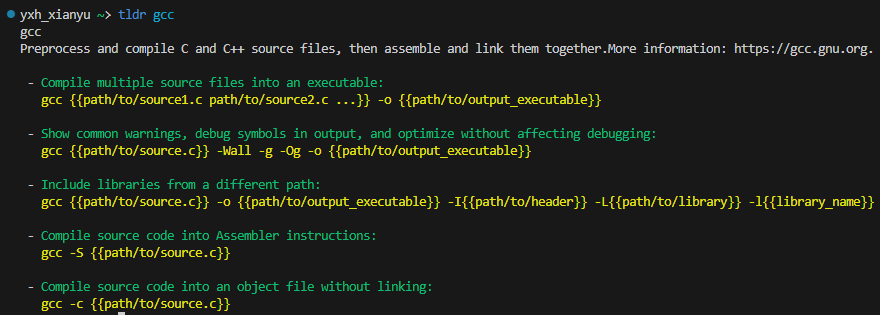 yxh_xianyu ~> tldr gcc
gcc
Preprocess and compile C and C++ source files, then assemble and link them together.More information: https://gcc.gnu.org.
- Compile multiple source files into an executable:
gcc {{path/to/source1.c path/to/source2.c ...}} -o {{path/to/output_executable}}
- Show common warnings, debug symbols in output, and optimize without affecting debugging:
gcc {{path/to/source.c}} -Wall -g -Og -o {{path/to/output_executable}}
- Include libraries from a different path:
gcc {{path/to/source.c}} -o {{path/to/output_executable}} -I{{path/to/header}} -L{{path/to/library}} -l{{library_name}}
- Compile source code into Assembler instructions:
gcc -S {{path/to/source.c}}
- Compile source code into an object file without linking:
gcc -c {{path/to/source.c}}